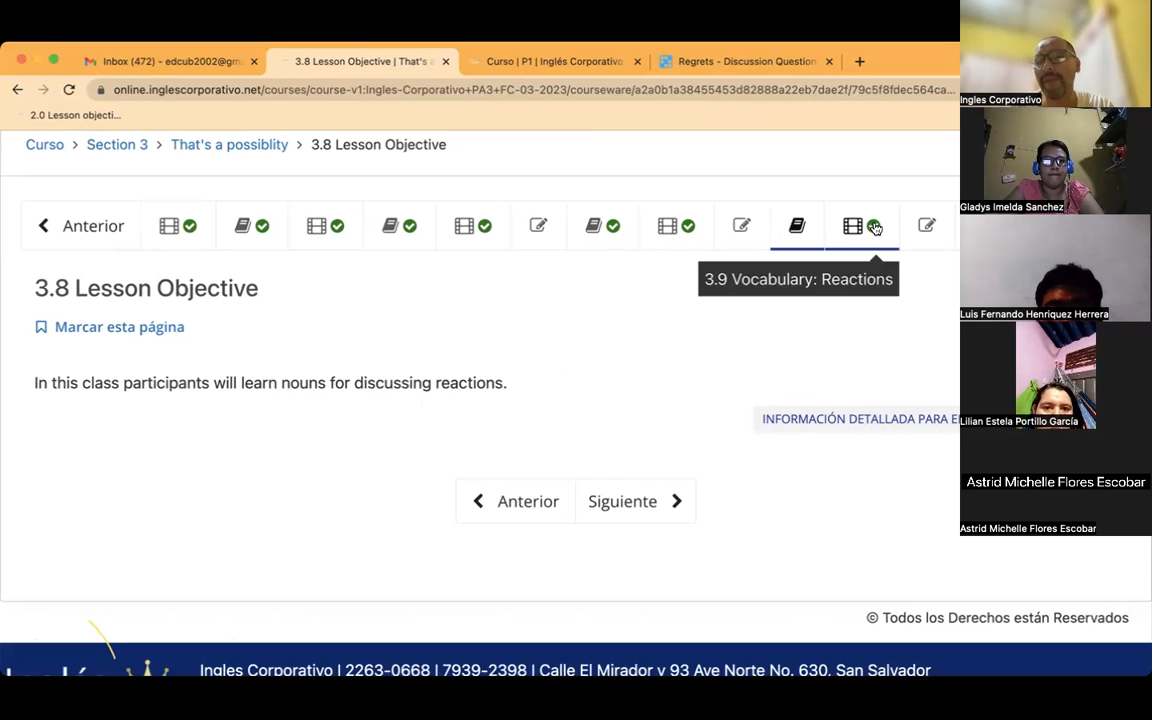 Inbox (472) - edcub2002@gm
3.8 Lesson Objective | That's a
Curso | P1 | Inglés Corporativo
Regrets - Discussion Question
online.inglescorporativo.net/courses/course-v1:Ingles-Corporativo+PA3+FC-03-2023/courseware/a2a0b1a38455453d82888a22eb7dae2f/79c5f8fdec564ca...
2.0 Lesson objecti...
Curso
Section 3
That's a possiblity
3.8 Lesson Objective
Anterior
3.9 Vocabulary: Reactions
3.8 Lesson Objective
Marcar esta página
In this class participants will learn nouns for discussing reactions.
INFORMACIÓN DETALLADA PARA E
Anterior
Siguiente
© Todos los Derechos están Reservados
Ingles Corporativo | 2263-0668 | 7939-2398 | Calle El Mirador y 93 Ave Norte No. 630, San Salvador
Ingles Corporativo
Gladys Imelda Sanchez
Luis Fernando Henriquez Herrera
Lilian Estela Portillo García
Astrid Michelle Flores Escobar
Astrid Michelle Flores Escobar